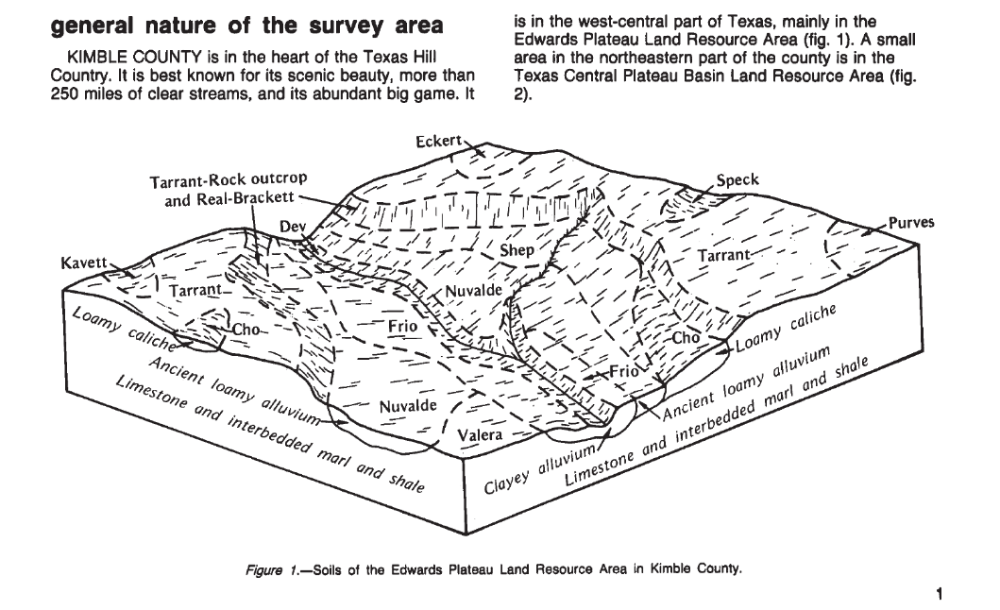 general nature of the survey area
KIMBLE COUNTY is in the heart of the Texas Hill
Country. It is best known for its scenic beauty, more than
250 miles of clear streams, and its abundant big game. It
is in the west-central part of Texas, mainly in the
Edwards Plateau Land Resource Area (fig. 1). A small
area in the northeastern part of the county is in the
Texas Central Plateau Basin Land Resource Area (fig.
2).
Eckert
Tarrant-Rock outcrop
and Real-Brackett
Speck
Dev
Purves
Kavett
Shep
Tarrant
Tarrant
Nuvalde
Cho
Frio
Cho
Loamy caliche
Loamy caliche
Frio
Ancient loamy alluvium
Ancient loamy alluvium
Limestone and interbedded marl and shale
Nuvalde
Valera
Clayey alluvium
Limestone and interbedded marl and shale
Figure 1.—Soils of the Edwards Plateau Land Resource Area in Kimble County.
1